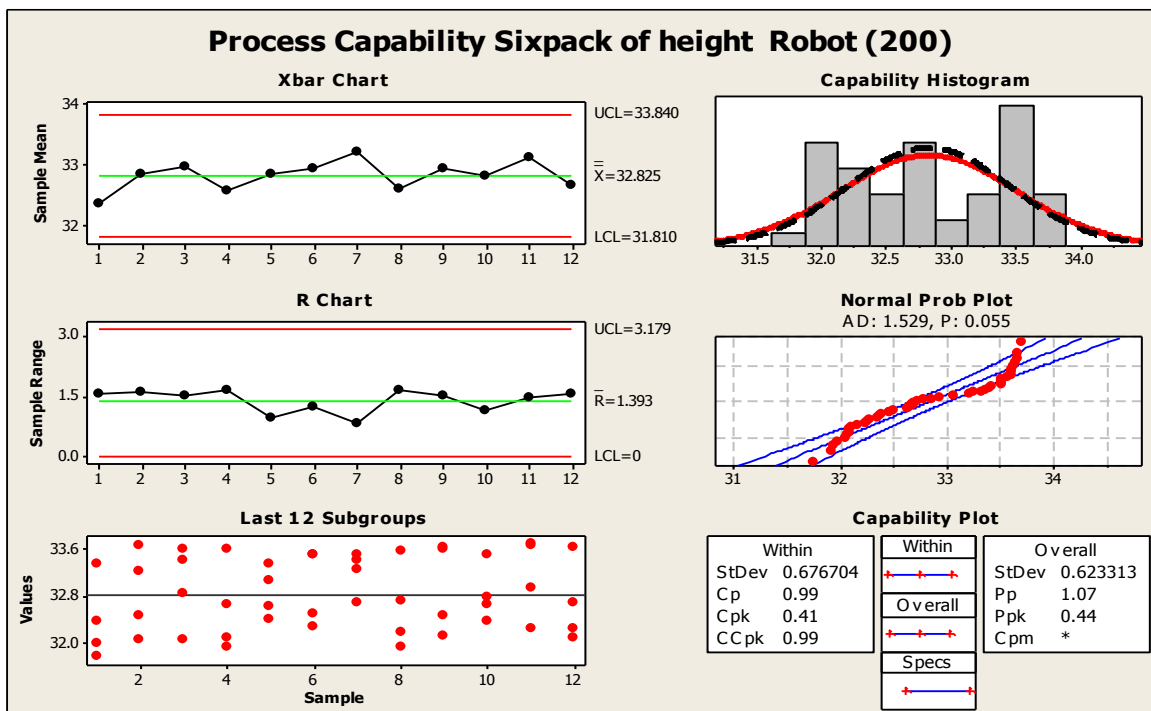 Process Capability Sixpack of height Robot (200)
Xbar Chart
Sample Mean
34
33
32
UCL=33.840
X=32.825
LCL=31.810
1 2 3 4 5 6 7 8 9 10 11 12
Capability Histogram
31.5 32.0 32.5 33.0 33.5 34.0
R Chart
Sample Range
3.0
1.5
0.0
UCL=3.179
R=1.393
LCL=0
1 2 3 4 5 6 7 8 9 10 11 12
Normal Prob Plot
AD: 1.529, P: 0.055
31 32 33 34
Last 12 Subgroups
Values
33.6
32.8
32.0
2 4 6 8 10 12
Sample
Capability Plot
Within
StDev 0.676704
Cp 0.99
Cpk 0.41
CCpk 0.99
Within
Overall
Specs
Overall
StDev 0.623313
Pp 1.07
Ppk 0.44
Cpm *